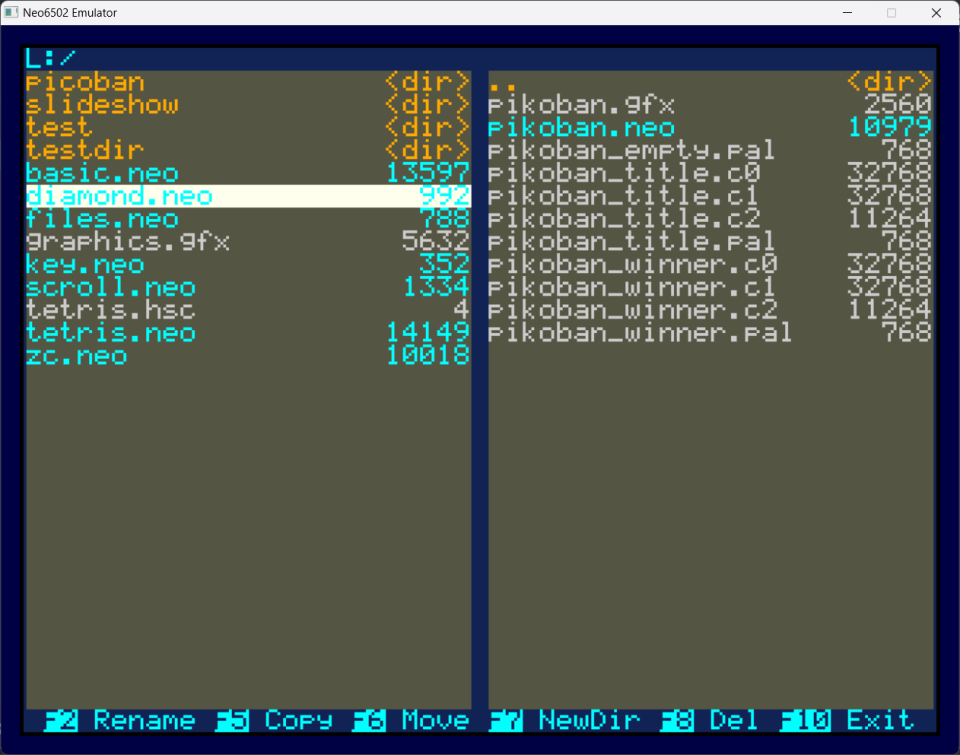 Neo6502 Emulator
L:/
picoban <dir>
slideshow <dir>
test <dir>
testdir <dir>
basic.neo 13597
diamond.neo 992
files.neo 788
graphics.gfx 5632
key.neo 352
scroll.neo 1334
tetris.hsc 4
tetris.neo 14149
zc.neo 10018
.. <dir>
pikoban.gfx 2560
pikoban.neo 10979
pikoban_empty.pal 768
pikoban_title.c0 32768
pikoban_title.c1 32768
pikoban_title.c2 11264
pikoban_title.pal 768
pikoban_winner.c0 32768
pikoban_winner.c1 32768
pikoban_winner.c2 11264
pikoban_winner.pal 768
F2 Rename F5 Copy F6 Move F7 NewDir F8 Del F10 Exit